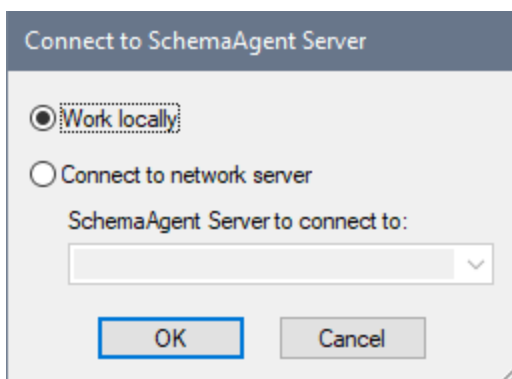 Connect to SchemaAgent Server
Work locally
Connect to network server
SchemaAgent Server to connect to:
OK
Cancel